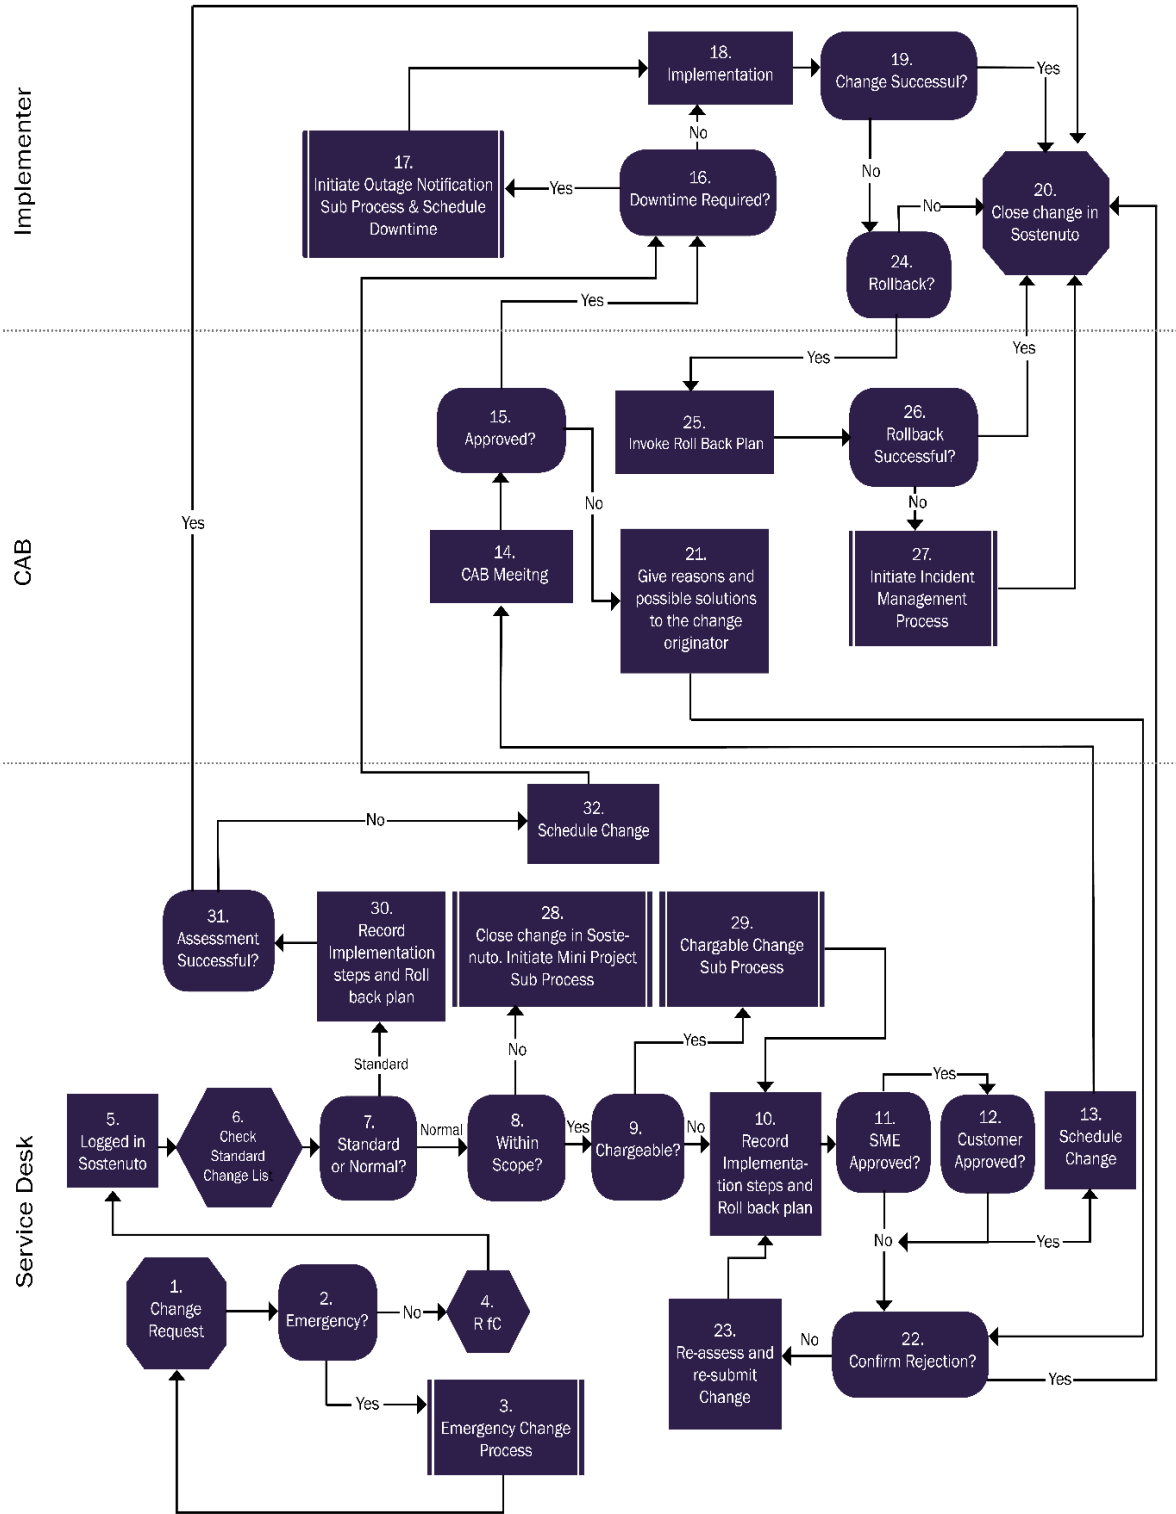 Implementer
18.
Implementation
19.
Change Successul?
Yes
No
17.
Initiate Outage Notification
Sub Process & Schedule
Downtime
Yes
16.
Downtime Required?
No
20.
Close change in
Sostenuto
No
24.
Rollback?
Yes
Yes
Yes
CAB
15.
Approved?
25.
Invoke Roll Back Plan
26.
Rollback
Successful?
No
No
Yes
14.
CAB Meeitng
21.
Give reasons and
possible solutions
to the change
originator
27.
Initiate Incident
Management
Process
Service Desk
32.
Schedule Change
No
31.
Assessment
Successful?
30.
Record
Implementation
steps and Roll
back plan
28.
Close change in Soste-
nuto. Initiate Mini Project
Sub Process
29.
Chargable Change
Sub Process
Standard
No
Yes
Yes
5.
Logged in
Sostenuto
6.
Check
Standard
Change List
7.
Standard
or Normal?
Normal
8.
Within
Scope?
Yes
9.
Chargeable?
No
10.
Record
Implementa-
tion steps and
Roll back plan
11.
SME
Approved?
12.
Customer
Approved?
13.
Schedule
Change
No
Yes
1.
Change
Request
2.
Emergency?
No
4.
R fC
23.
Re-assess and
re-submit
Change
No
22.
Confirm Rejection?
Yes
Yes
3.
Emergency Change
Process